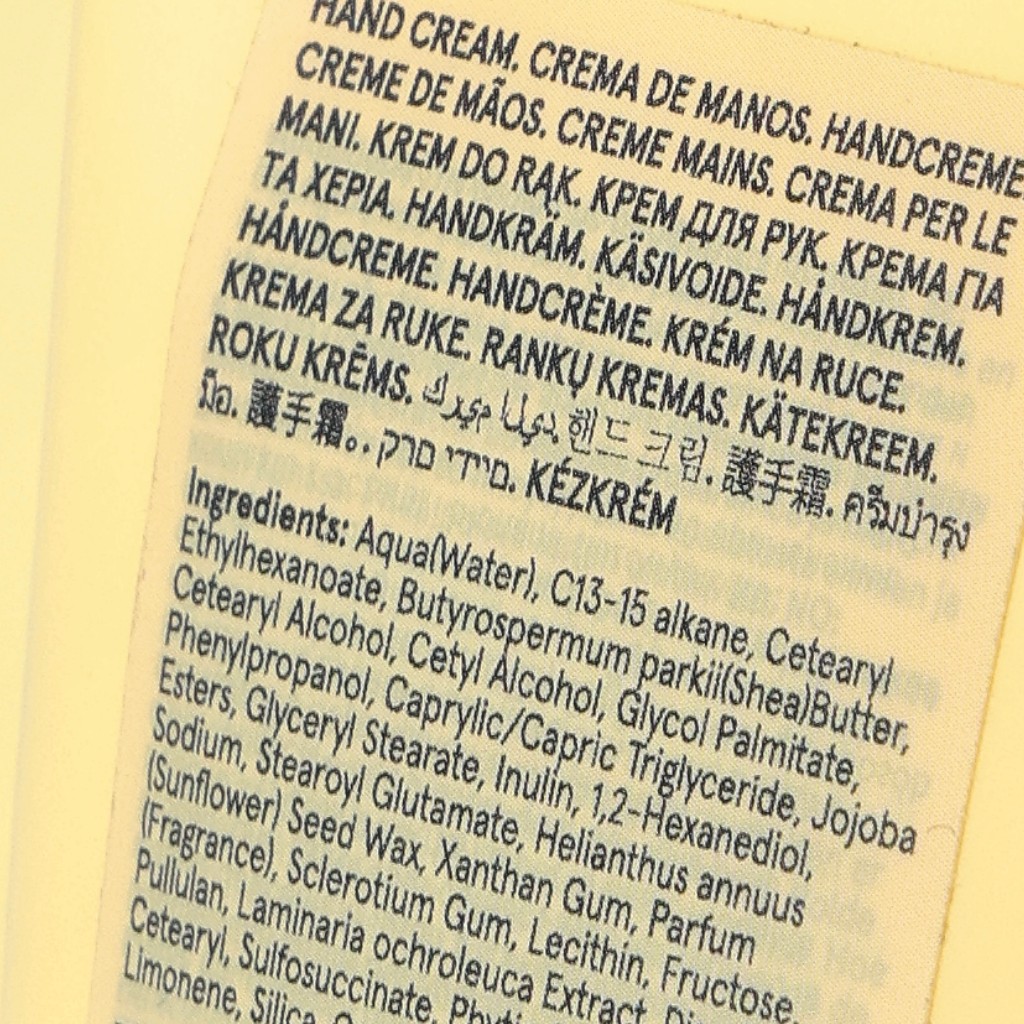 HAND CREAM. CREMA DE MANOS. HANDCREME.
CREME DE MÃOS. CREME MAINS. CREMA PER LE
MANI. KREM DO RĄK. КРЕМ ДЛЯ РУК. ΚΡΕΜΑ ΓΙΑ
ΤΑ ΧΕΡΙΑ. HANDKRÄM. KÄSIVOIDE. HÅNDKREM.
HÅNDCREME. HANDCRÈME. KRÉM NA RUCE.
KREMA ZA RUKE. RANKŲ KREMAS. KÄTEKREEM.
ROKU KRĒMS. كريم اليدي. 핸드 크림. 護手霜. ครีมบำรุง
มือ. 護手霜。. קרם ידיים. KÉZKRÉM
Ingredients: Aqua(Water), C13-15 alkane, Cetearyl
Ethylhexanoate, Butyrospermum parkii(Shea)Butter,
Cetearyl Alcohol, Cetyl Alcohol, Glycol Palmitate,
Phenylpropanol, Caprylic/Capric Triglyceride, Jojoba
Esters, Glyceryl Stearate, Inulin, 1,2-Hexanediol,
Sodium, Stearoyl Glutamate, Helianthus annuus
(Sunflower) Seed Wax, Xanthan Gum, Parfum
(Fragrance), Sclerotium Gum, Lecithin, Fructose,
Pullulan, Laminaria ochroleuca Extract,
Cetearyl, Sulfosuccinate,
Limonene, Silica,